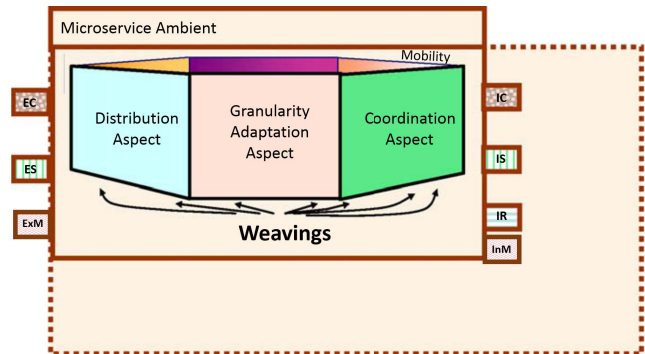 Microservice Ambient
Mobility
EC
IC
Distribution
Aspect
Granularity
Adaptation
Aspect
Coordination
Aspect
ES
IS
ExM
IR
Weavings
InM